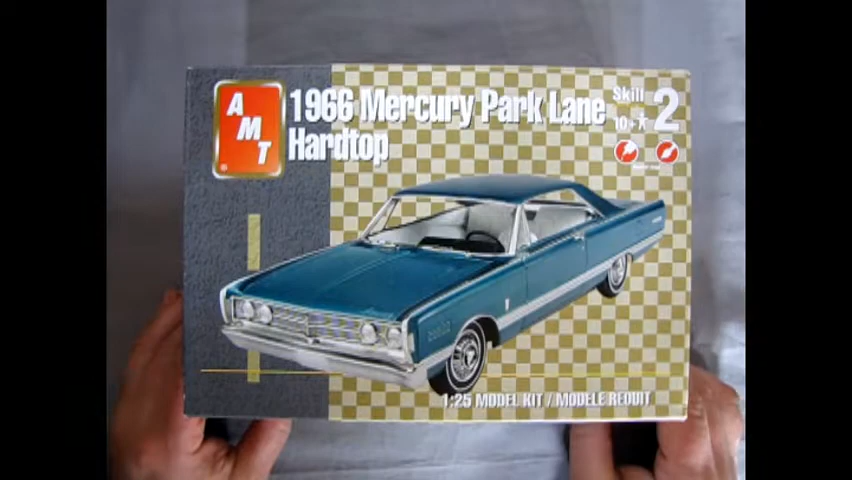 AMT
1966 Mercury Park Lane
Hardtop
Skill 2
10+
1:25 MODEL KIT / MODELE REDUIT